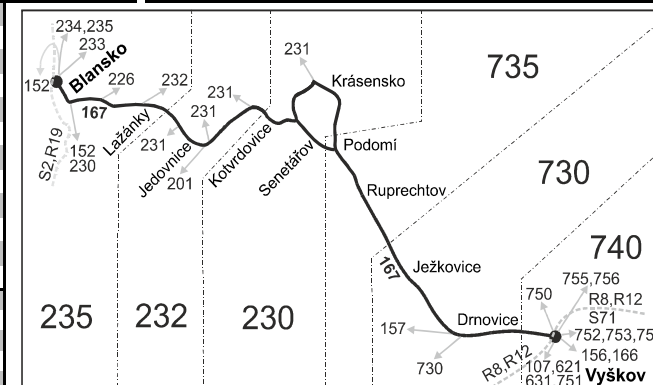 234,235
233
Blansko
152
167
226
232
S2,R19
152
230
Lažánky
231
Jedovnice
231
201
231
Kotvrdovice
231
Krásensko
Senetářov
Podomí
Ruprechtov
735
730
740
235
232
230
167
Ježkovice
157
Drnovice
730
750
755,756
R8,R12
S71
752,753,75
156,166
R8,R12
107,621
631,751
Vyškov